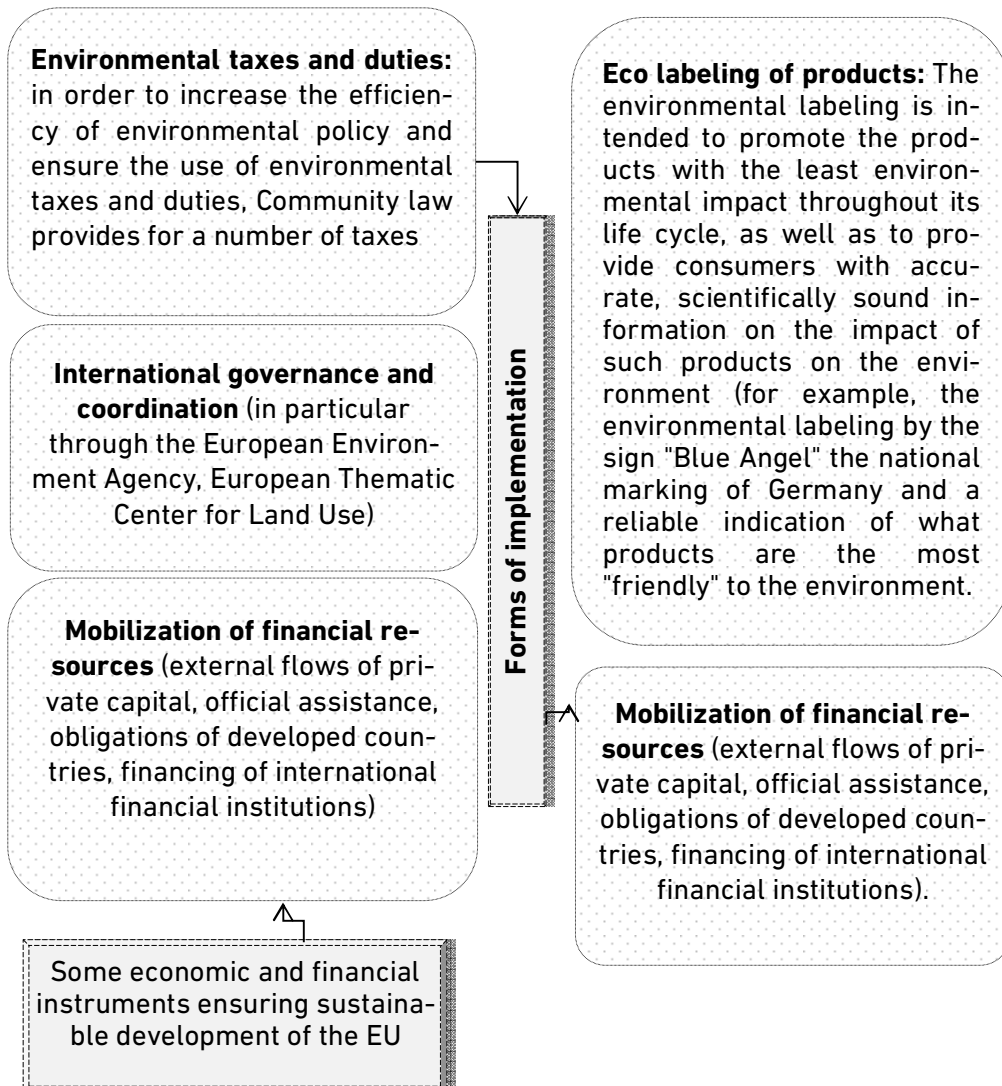 Environmental taxes and duties:
in order to increase the efficien-
cy of environmental policy and
ensure the use of environmental
taxes and duties, Community law
provides for a number of taxes
International governance and
coordination (in particular
through the European Environ-
ment Agency, European Thematic
Center for Land Use)
Mobilization of financial re-
sources (external flows of pri-
vate capital, official assistance,
obligations of developed coun-
tries, financing of international
financial institutions)
Some economic and financial
instruments ensuring sustaina-
ble development of the EU
Forms of implementation
Eco labeling of products: The
environmental labeling is in-
tended to promote the prod-
ucts with the least environ-
mental impact throughout its
life cycle, as well as to pro-
vide consumers with accu-
rate, scientifically sound in-
formation on the impact of
such products on the envi-
ronment (for example, the
environmental labeling by the
sign "Blue Angel" the national
marking of Germany and a
reliable indication of what
products are the most
"friendly" to the environment.
Mobilization of financial re-
sources (external flows of pri-
vate capital, official assistance,
obligations of developed coun-
tries, financing of international
financial institutions).